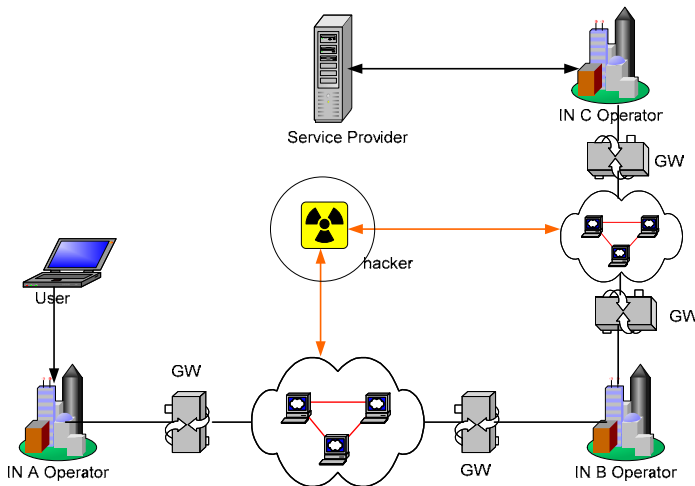 Service Provider
IN C Operator
GW
hacker
User
GW
GW
GW
IN A Operator
IN B Operator